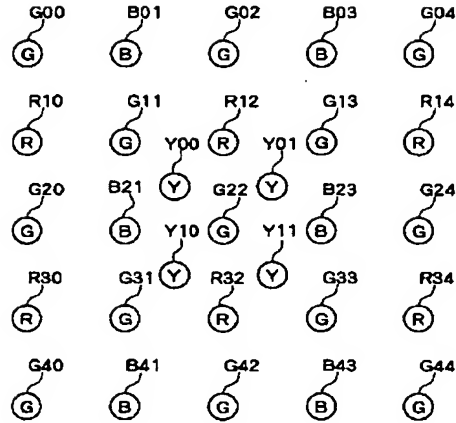 G00 B01 G02 B03 G04
G B G B G
R10 G11 R12 G13 R14
R G R G R
Y00 Y01
Y Y
G20 B21 G22 B23 G24
G B G B G
Y10 Y11
Y Y
R30 G31 R32 G33 R34
R G R G R
G40 B41 G42 B43 G44
G B G B G